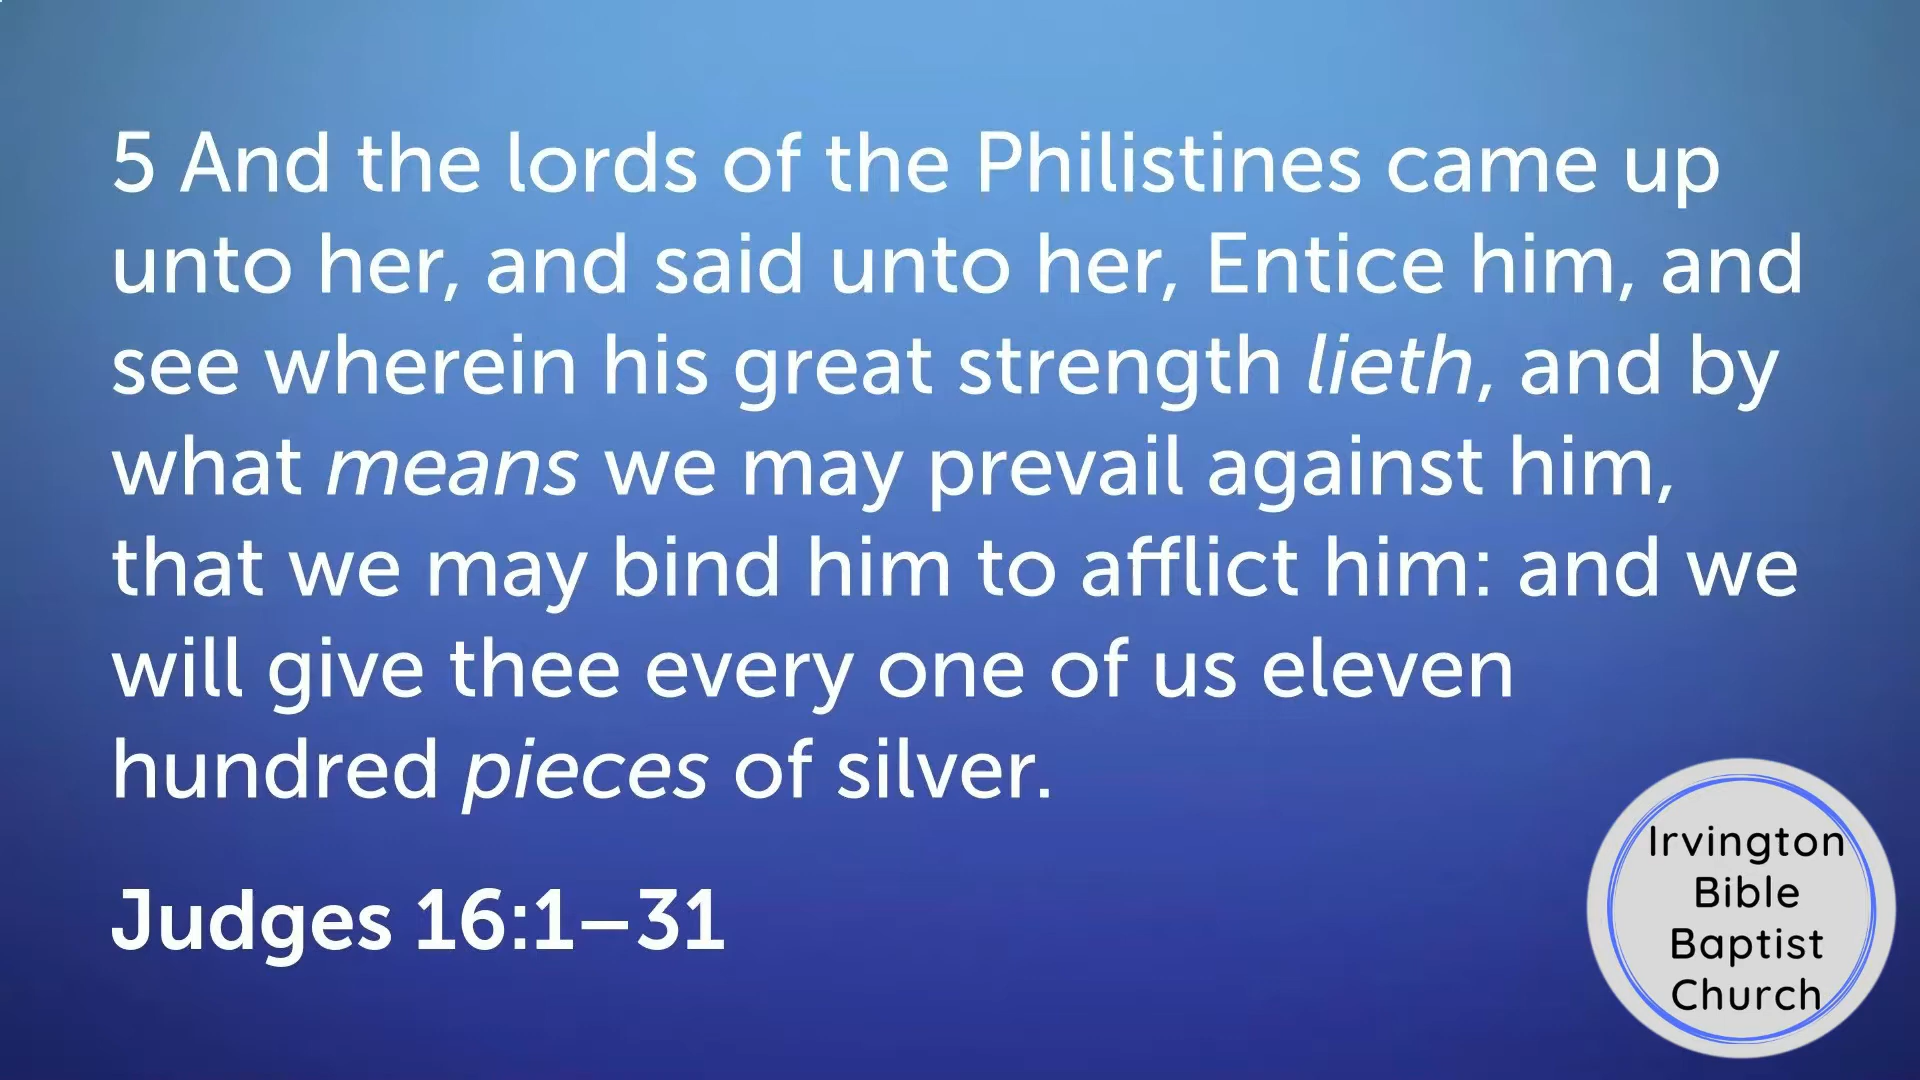 5 And the lords of the Philistines came up
unto her, and said unto her, Entice him, and
see wherein his great strength lieth, and by
what means we may prevail against him,
that we may bind him to afflict him: and we
will give thee every one of us eleven
hundred pieces of silver.
Judges 16:1–31
Irvington
Bible
Baptist
Church